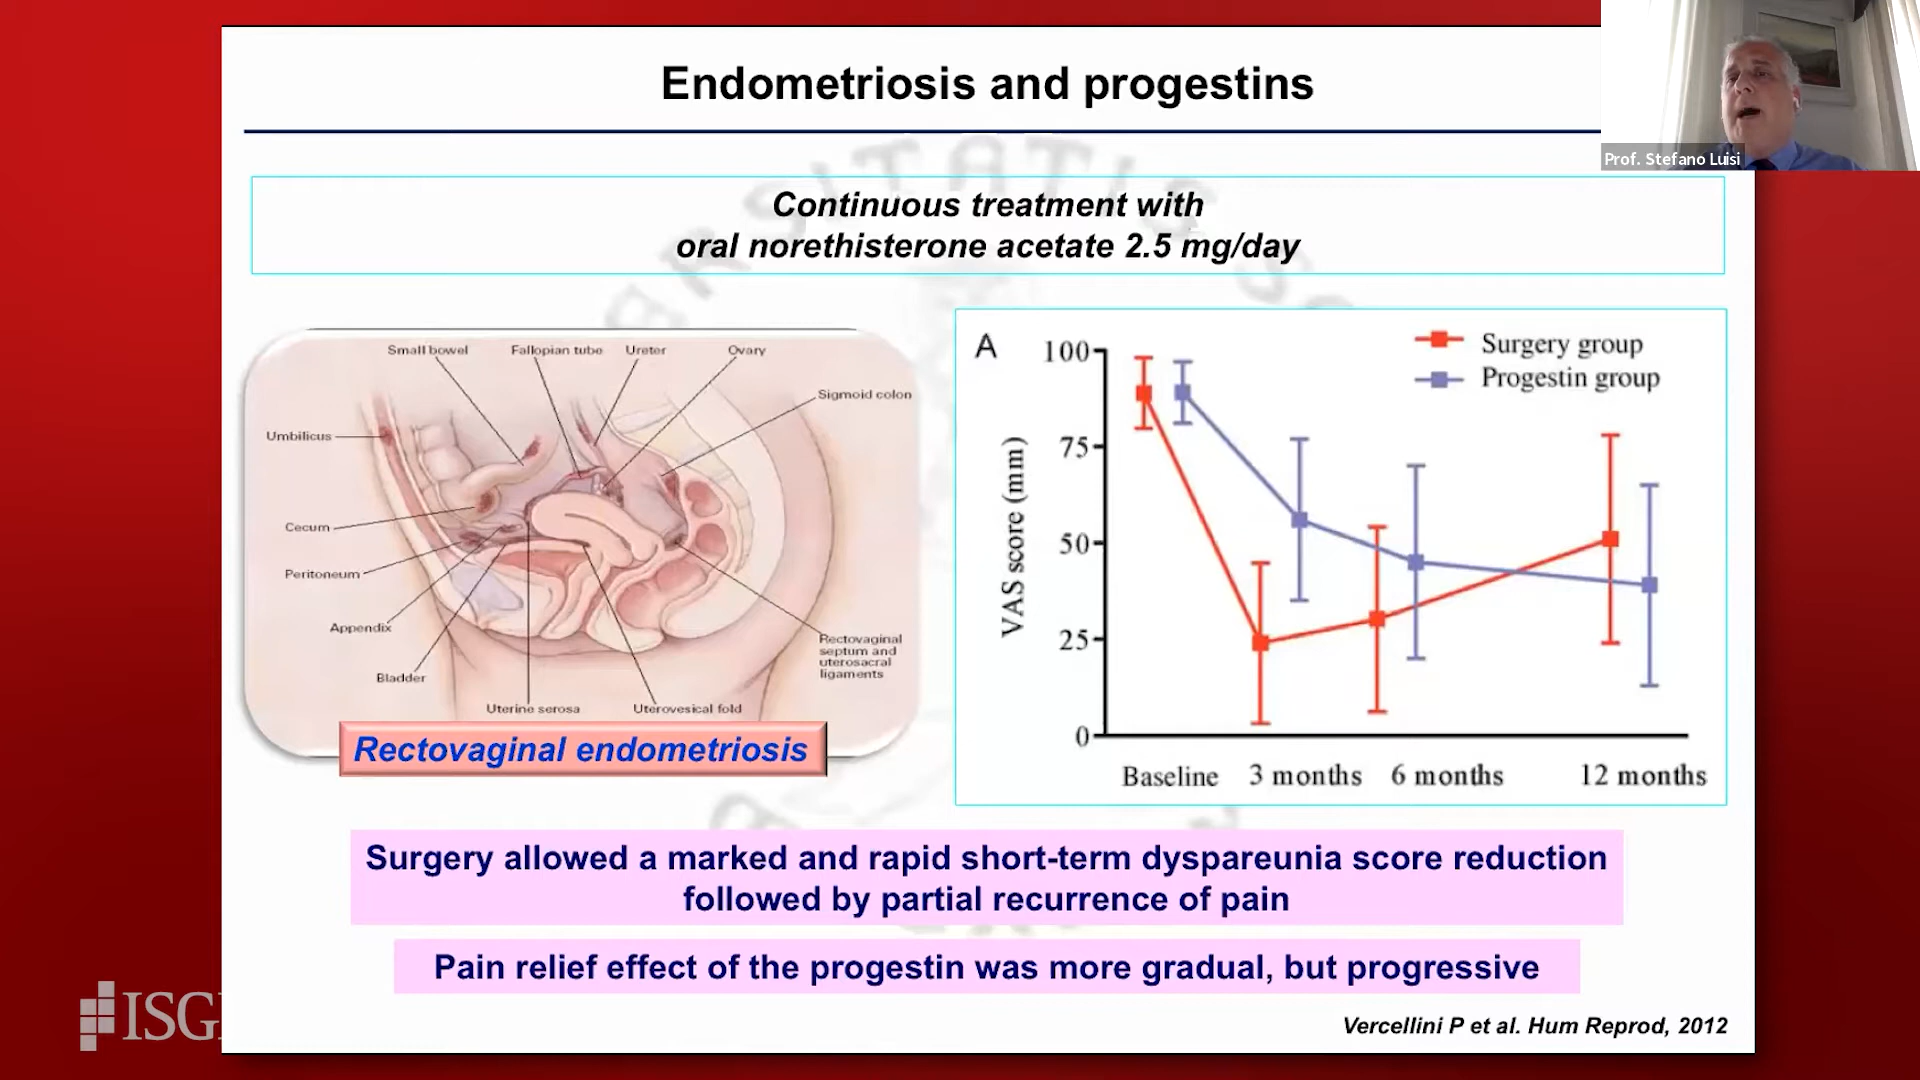 Endometriosis and progestins
Prof. Stefano Luisi
Continuous treatment with
oral norethisterone acetate 2.5 mg/day
Small bowel
Fallopian tube
Ureter
Ovary
Sigmoid colon
Umbilicus
Cecum
Peritoneum
Appendix
Bladder
Uterine serosa
Uterovesical fold
Rectovaginal
septum and
uterosacral
ligaments
Rectovaginal endometriosis
A
Surgery group
Progestin group
VAS score (mm)
100
75
50
25
0
Baseline
3 months
6 months
12 months
Surgery allowed a marked and rapid short-term dyspareunia score reduction
followed by partial recurrence of pain
Pain relief effect of the progestin was more gradual, but progressive
Vercellini P et al. Hum Reprod, 2012
ISG